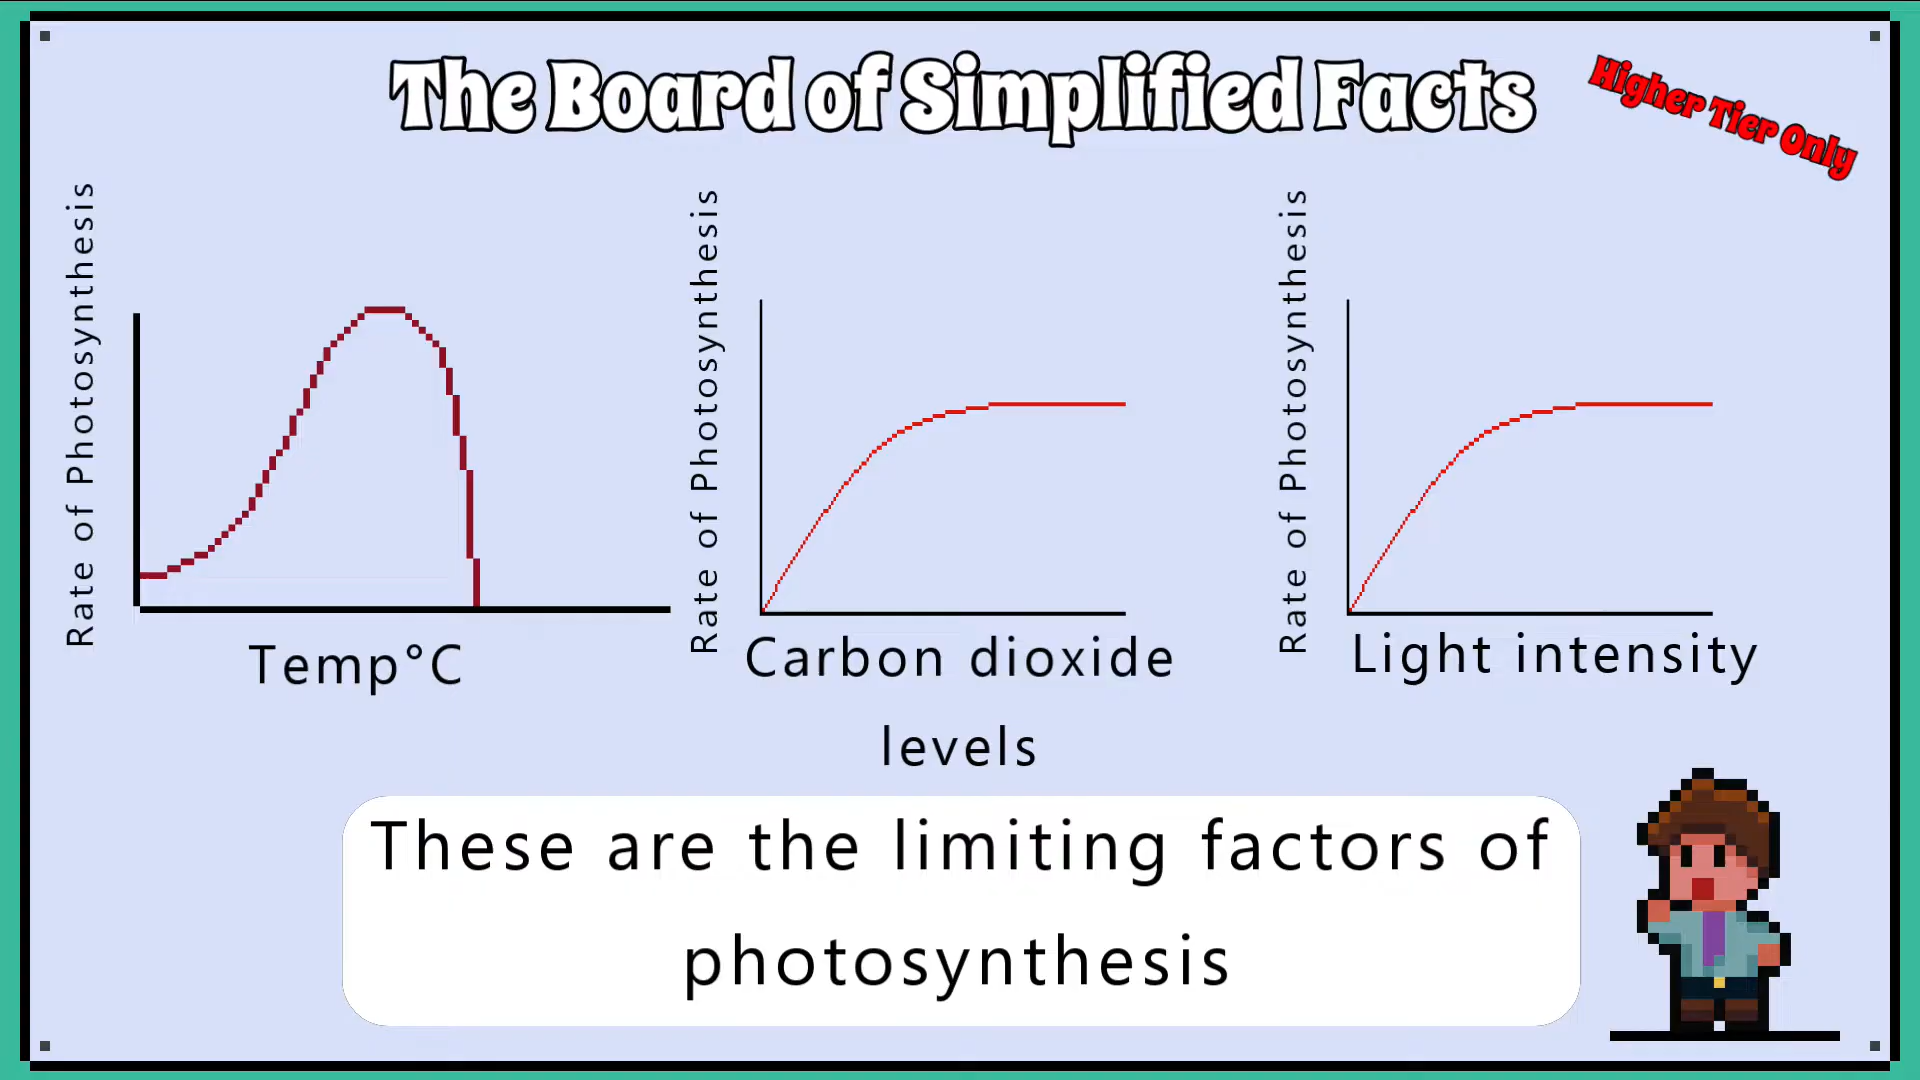 The Board of Simplified Facts
Higher Tier Only
Rate of Photosynthesis
Temp°C
Rate of Photosynthesis
Carbon dioxide
levels
Rate of Photosynthesis
Light intensity
These are the limiting factors of
photosynthesis